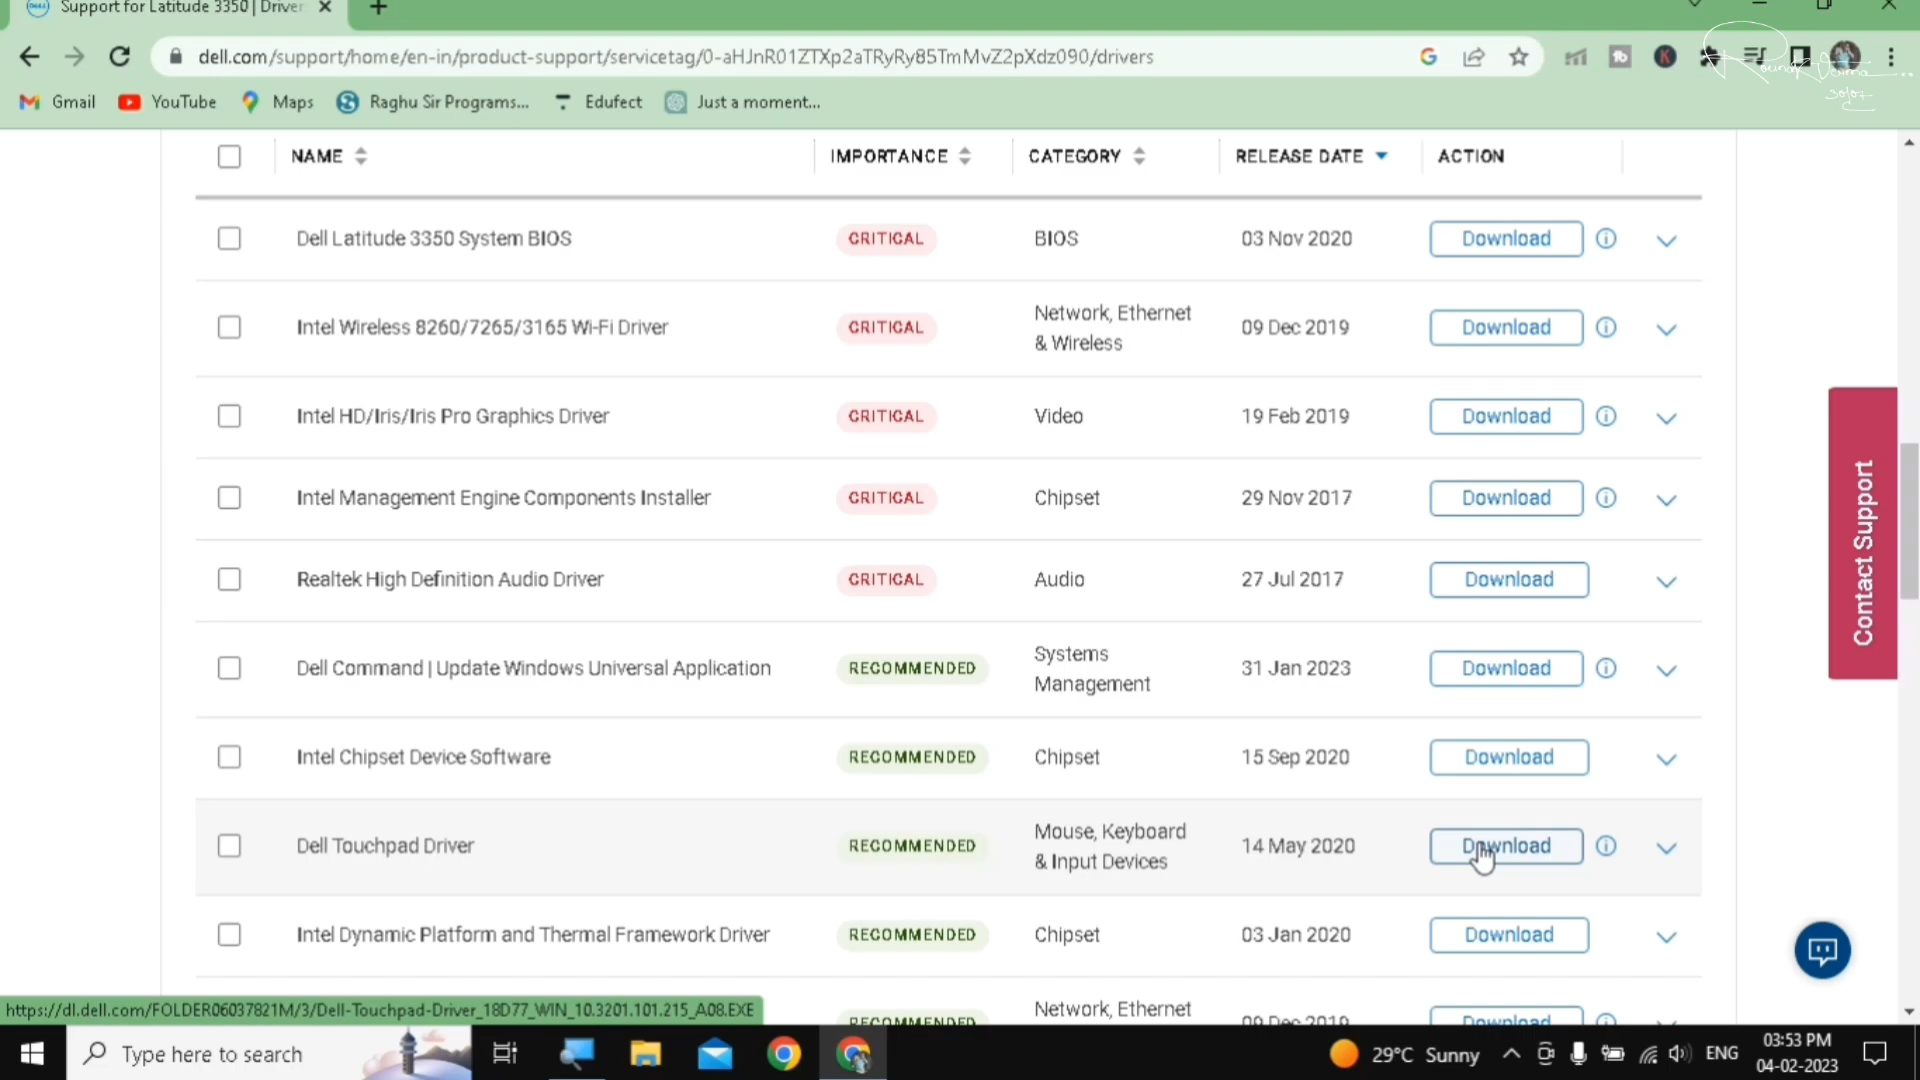 DELL Support for Latitude 3350 | Driver
dell.com/support/home/en-in/product-support/servicetag/0-aHJnR01ZTXp2aTRyRy85TmMvZ2pXdz090/drivers
Gmail YouTube Maps Raghu Sir Programs... Edufect Just a moment...
NAME IMPORTANCE CATEGORY RELEASE DATE ACTION
Dell Latitude 3350 System BIOS CRITICAL BIOS 03 Nov 2020 Download
Intel Wireless 8260/7265/3165 Wi-Fi Driver CRITICAL Network, Ethernet 09 Dec 2019 Download
& Wireless
Intel HD/Iris/Iris Pro Graphics Driver CRITICAL Video 19 Feb 2019 Download
Intel Management Engine Components Installer CRITICAL Chipset 29 Nov 2017 Download
Realtek High Definition Audio Driver CRITICAL Audio 27 Jul 2017 Download
Dell Command | Update Windows Universal Application RECOMMENDED Systems 31 Jan 2023 Download
Management
Intel Chipset Device Software RECOMMENDED Chipset 15 Sep 2020 Download
Dell Touchpad Driver RECOMMENDED Mouse, Keyboard 14 May 2020 Download
& Input Devices
Intel Dynamic Platform and Thermal Framework Driver RECOMMENDED Chipset 03 Jan 2020 Download
RECOMMENDED Network, Ethernet 09 Dec 2019 Download
Contact Support
https://dl.dell.com/FOLDER06037821M/3/Dell-Touchpad-Driver_18D77_WIN_10.3201.101.215_A08.EXE
Type here to search
29°C Sunny ENG 03:53 PM
04-02-2023